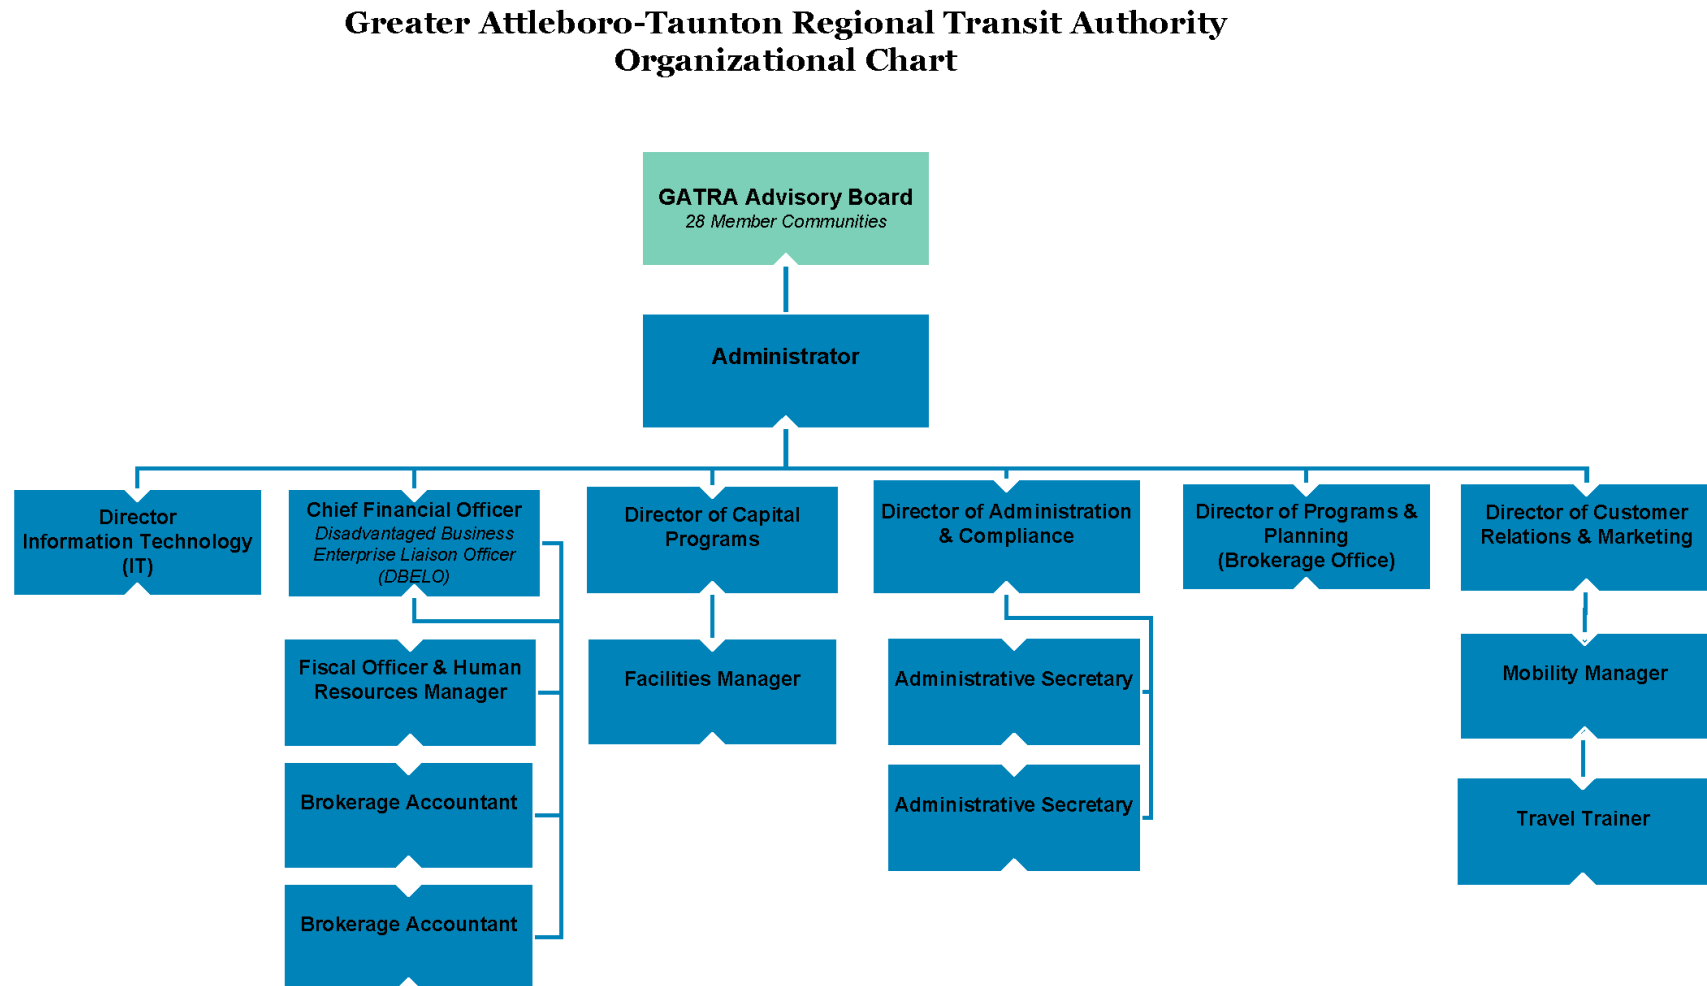 Greater Attleboro-Taunton Regional Transit Authority
Organizational Chart
GATRA Advisory Board
28 Member Communities
Administrator
Director
Information Technology
(IT)
Chief Financial Officer
Disadvantaged Business
Enterprise Liaison Officer
(DBELO)
Director of Capital
Programs
Director of Administration
& Compliance
Director of Programs &
Planning
(Brokerage Office)
Director of Customer
Relations & Marketing
Fiscal Officer & Human
Resources Manager
Facilities Manager
Administrative Secretary
Mobility Manager
Brokerage Accountant
Administrative Secretary
Travel Trainer
Brokerage Accountant